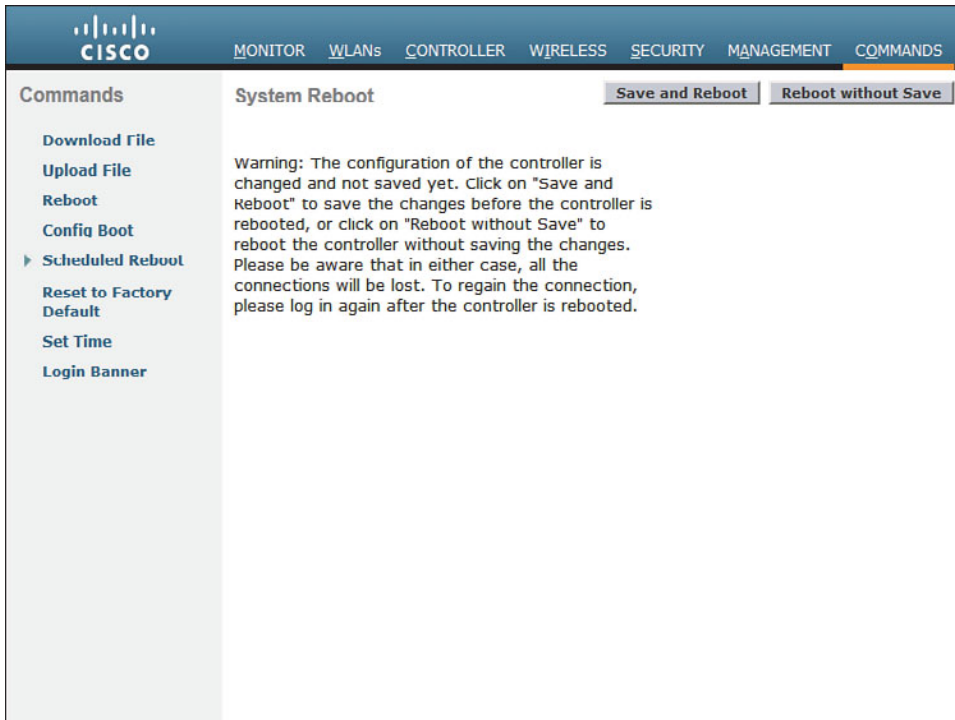 CISCO
MONITOR WLANs CONTROLLER WIRELESS SECURITY MANAGEMENT COMMANDS
Commands
Download File
Upload File
Reboot
Config Boot
Scheduled Reboot
Reset to Factory
Default
Set Time
Login Banner
System Reboot
Save and Reboot
Reboot without Save
Warning: The configuration of the controller is
changed and not saved yet. Click on "Save and
Reboot" to save the changes before the controller is
rebooted, or click on "Reboot without Save" to
reboot the controller without saving the changes.
Please be aware that in either case, all the
connections will be lost. To regain the connection,
please log in again after the controller is rebooted.